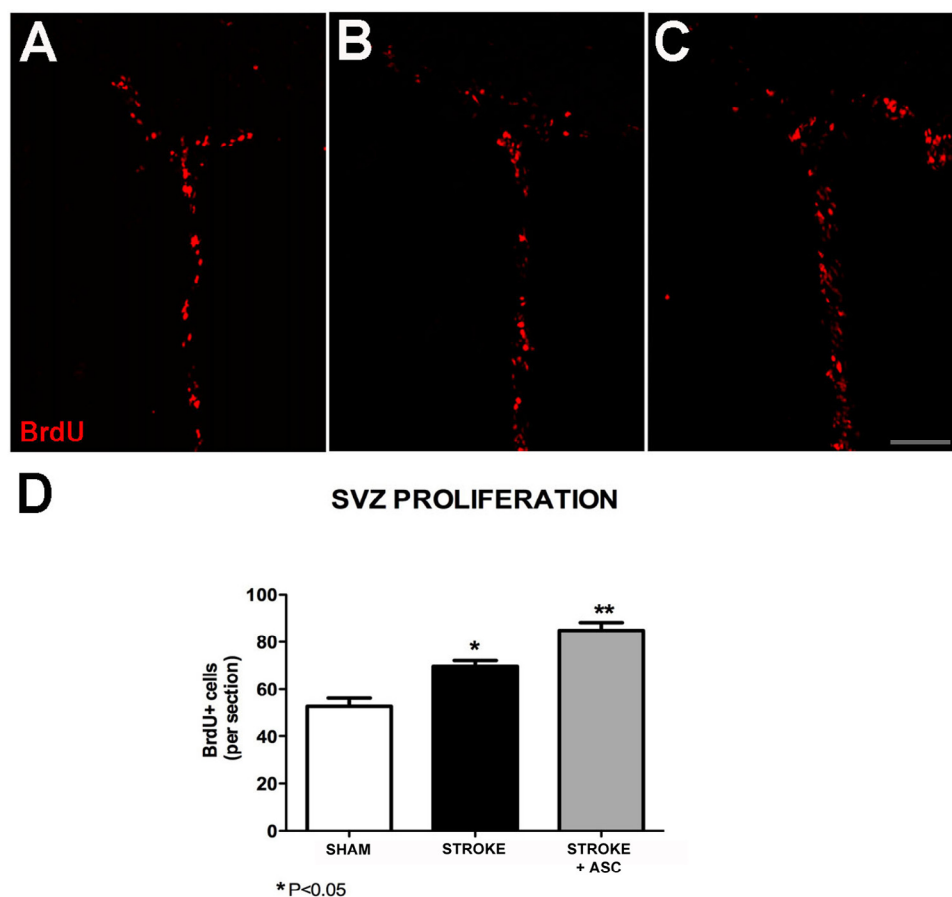 A
B
C
BrdU
D
SVZ PROLIFERATION
BrdU+ cells
(per section)
100
80
60
40
20
0
*
**
SHAM
STROKE
STROKE
+ ASC
*P<0.05